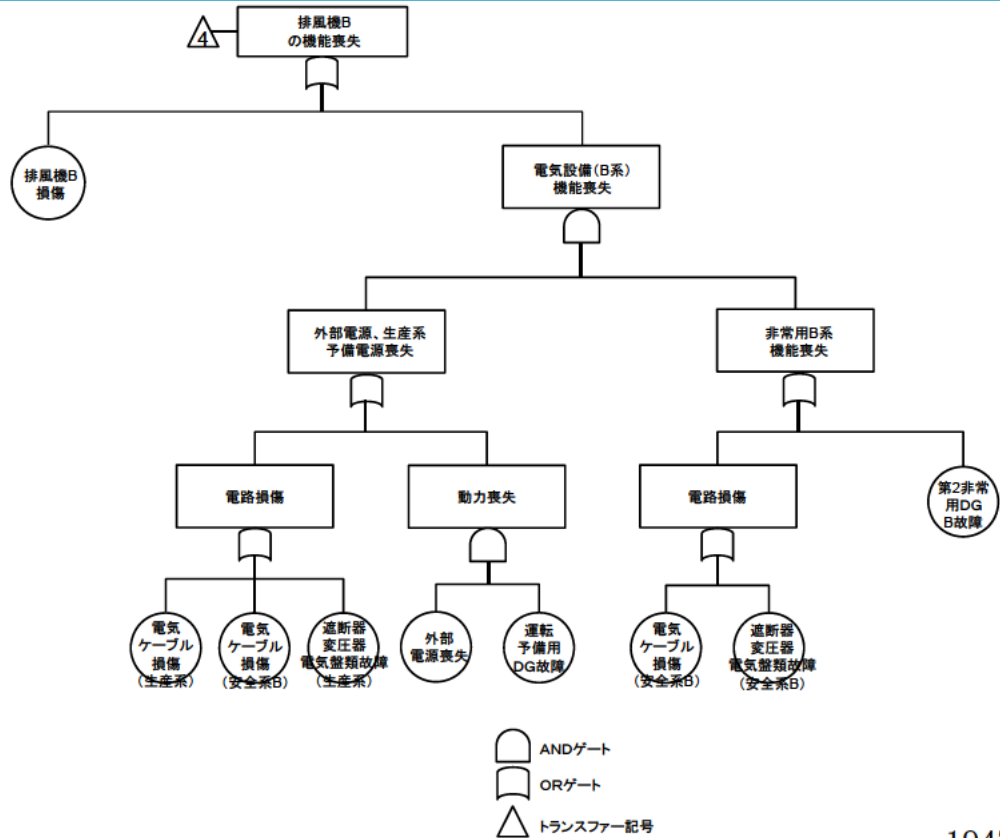 4
排風機B
の機能喪失
排風機B
損傷
電気設備(B系)
機能喪失
外部電源、生産系
予備電源喪失
非常用B系
機能喪失
電路損傷
動力喪失
電路損傷
第2非常
用DG
B故障
電気
ケーブル
損傷
(生産系)
電気
ケーブル
損傷
(安全系B)
遮断器
変圧器
電気盤類故障
(生産系)
外部
電源喪失
運転
予備用
DG故障
電気
ケーブル
損傷
(安全系B)
遮断器
変圧器
電気盤類故障
(安全系B)
ANDゲート
ORゲート
トランスファー記号